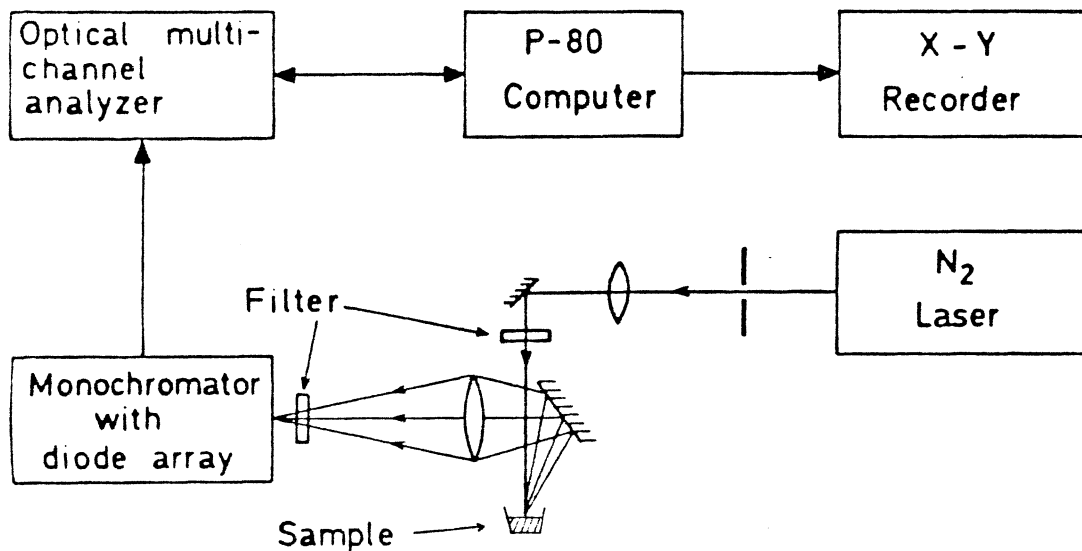 Optical multi-
channel
analyzer
P-80
Computer
X-Y
Recorder
N2
Laser
Filter
Monochromator
with
diode array
Sample